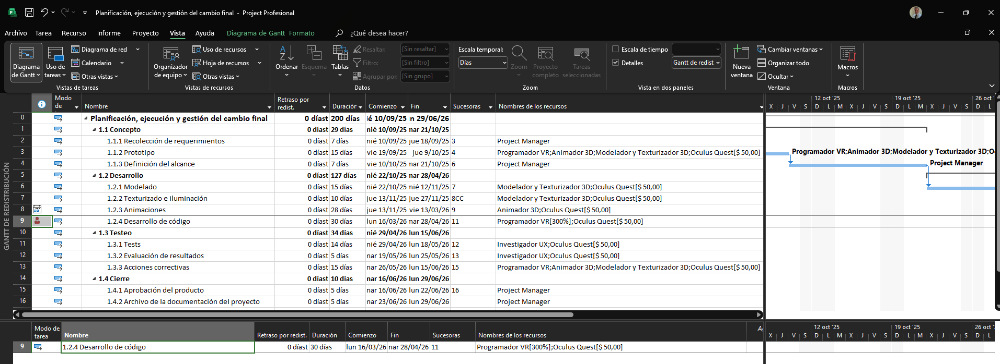 Planificación, ejecución y gestión del cambio final - Project Profesional
Archivo Tarea Recurso Informe Proyecto Vista Ayuda Diagrama de Gantt Formato ¿Qué desea hacer?
Diagrama de Gantt
Uso de tareas
Diagrama de red
Calendario
Otras vistas
Vistas de tareas
Organizador de equipo
Uso de recursos
Hoja de recursos
Otras vistas
Vistas de recursos
Ordenar
Esquema
Tablas
Resaltar: [Sin resaltar]
Filtro: [Sin filtro]
Agrupar por: [Sin grupo]
Datos
Escala temporal:
Días
Zoom
Proyecto completo
Tareas seleccionadas
Zoom
Escala de tiempo
Detalles Gantt de redist
Vista en dos paneles
Nueva ventana
Cambiar ventanas
Organizar todo
Ocultar
Ventana
Macros
Macros
GANTT DE REDISTRIBUCIÓN
Modo de Nombre Retraso por redist. Duración Comienzo Fin Sucesoras Nombres de los recursos
12 oct '25 19 oct '25 26 oct '
X J V S D L M X J V S D L M X J V S D L
0 Planificación, ejecución y gestión del cambio final 0 díast 200 días ié 10/09/25 n 29/06/26
1 1.1 Concepto 0 díast 29 días nié 10/09/25 nar 21/10/25
2 1.1.1 Recolección de requerimientos 0 díast 7 días nié 10/09/25 jue 18/09/25 3 Project Manager
3 1.1.2 Prototipo 0 díast 15 días vie 19/09/25 jue 9/10/25 4 Programador VR;Animador 3D;Modelador y Texturizador 3D;Oculus Quest[$ 50,00]
4 1.1.3 Definición del alcance 0 díast 7 días vie 10/10/25 nar 21/10/25 6 Project Manager
5 1.2 Desarrollo 0 díast 127 días nié 22/10/25 nar 28/04/26
6 1.2.1 Modelado 0 díast 15 días nié 22/10/25 nié 12/11/25 7 Modelador y Texturizador 3D;Oculus Quest[$ 50,00]
7 1.2.2 Texturizado e iluminación 0 díast 10 días jue 13/11/25 jue 27/11/25 8CC Modelador y Texturizador 3D;Oculus Quest[$ 50,00]
8 1.2.3 Animaciones 0 díast 28 días jue 13/11/25 vie 13/03/26 9 Animador 3D;Oculus Quest[$ 50,00]
9 1.2.4 Desarrollo de código 0 díast 30 días lun 16/03/26 nar 28/04/26 11 Programador VR[300%];Oculus Quest[$ 50,00]
10 1.3 Testeo 0 díast 34 días nié 29/04/26 lun 15/06/26
11 1.3.1 Tests 0 díast 14 días nié 29/04/26 lun 18/05/26 12 Investigador UX;Oculus Quest[$ 50,00]
12 1.3.2 Evaluación de resultados 0 díast 5 días nar 19/05/26 lun 25/05/26 13 Investigador UX;Oculus Quest[$ 50,00]
13 1.3.3 Acciones correctivas 0 díast 15 días nar 26/05/26 lun 15/06/26 15 Programador VR;Animador 3D;Modelador y Texturizador 3D;Oculus Quest[$ 50,00]
14 1.4 Cierre 0 díast 10 días nar 16/06/26 lun 29/06/26
15 1.4.1 Aprobación del producto 0 díast 5 días nar 16/06/26 lun 22/06/26 16 Project Manager
16 1.4.2 Archivo de la documentación del proyecto 0 díast 5 días nar 23/06/26 lun 29/06/26 Project Manager
Programador VR;Animador 3D;Modelador y Texturizador 3D;O
Project Manager
Modo de tarea Nombre Retraso por redist. Duración Comienzo Fin Sucesoras Nombres de los recursos
12 oct '25 19 oct '25 26 oct '
X J V S D L M X J V S D L M X J V S D L
9 1.2.4 Desarrollo de código 0 díast 30 días lun 16/03/26 nar 28/04/26 11 Programador VR[300%];Oculus Quest[$ 50,00]